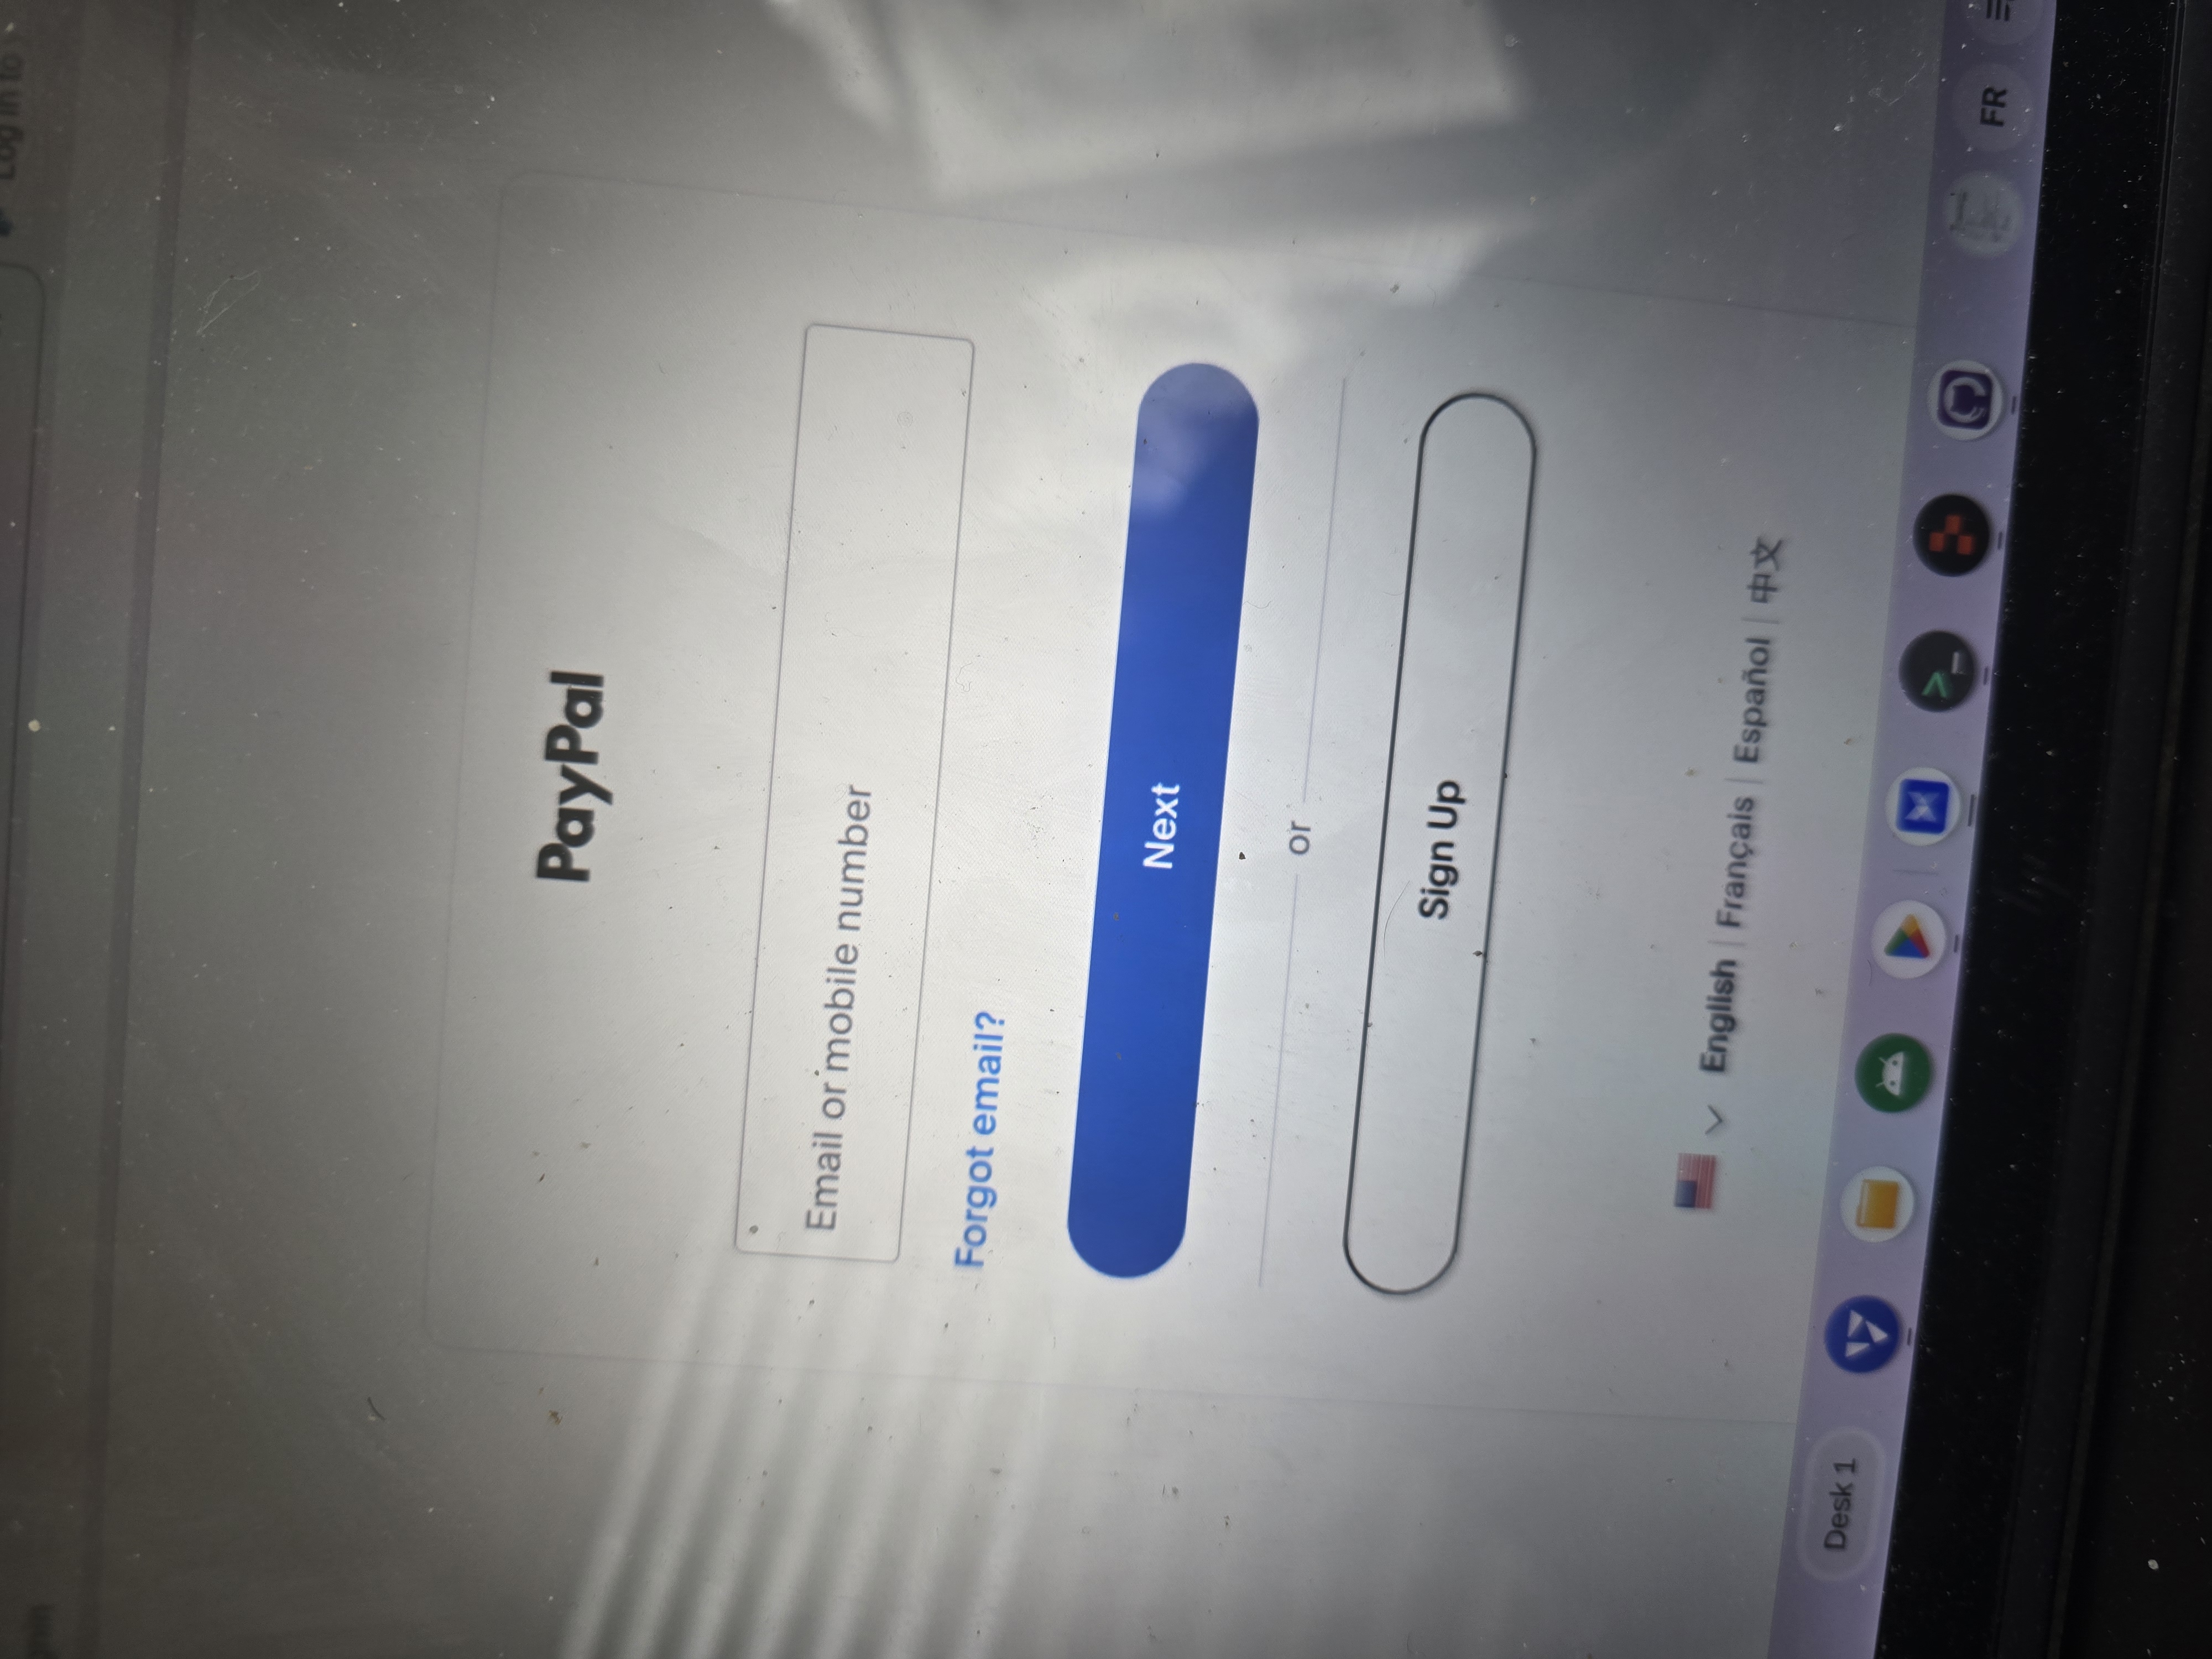 Log in to
PayPal
Email or mobile number
Forgot email?
Next
or
Sign Up
English | Français | Español | 中文
Desk 1
FR